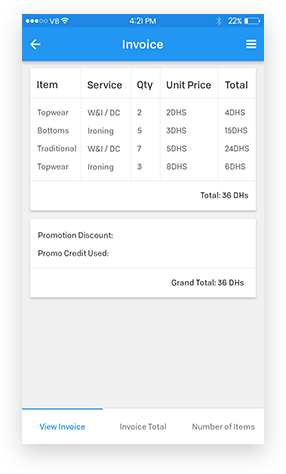 VB 4:21 PM 22%
Invoice
Item Service Qty Unit Price Total
Topwear W&I / DC 2 2DHS 4DHS
Bottoms Ironing 5 3DHS 15DHS
Traditional W&I / DC 7 5DHS 24DHS
Topwear Ironing 3 8DHS 6DHS
Total: 36 DHs
Promotion Discount:
Promo Credit Used:
Grand Total: 36 DHs
View Invoice Invoice Total Number of Items